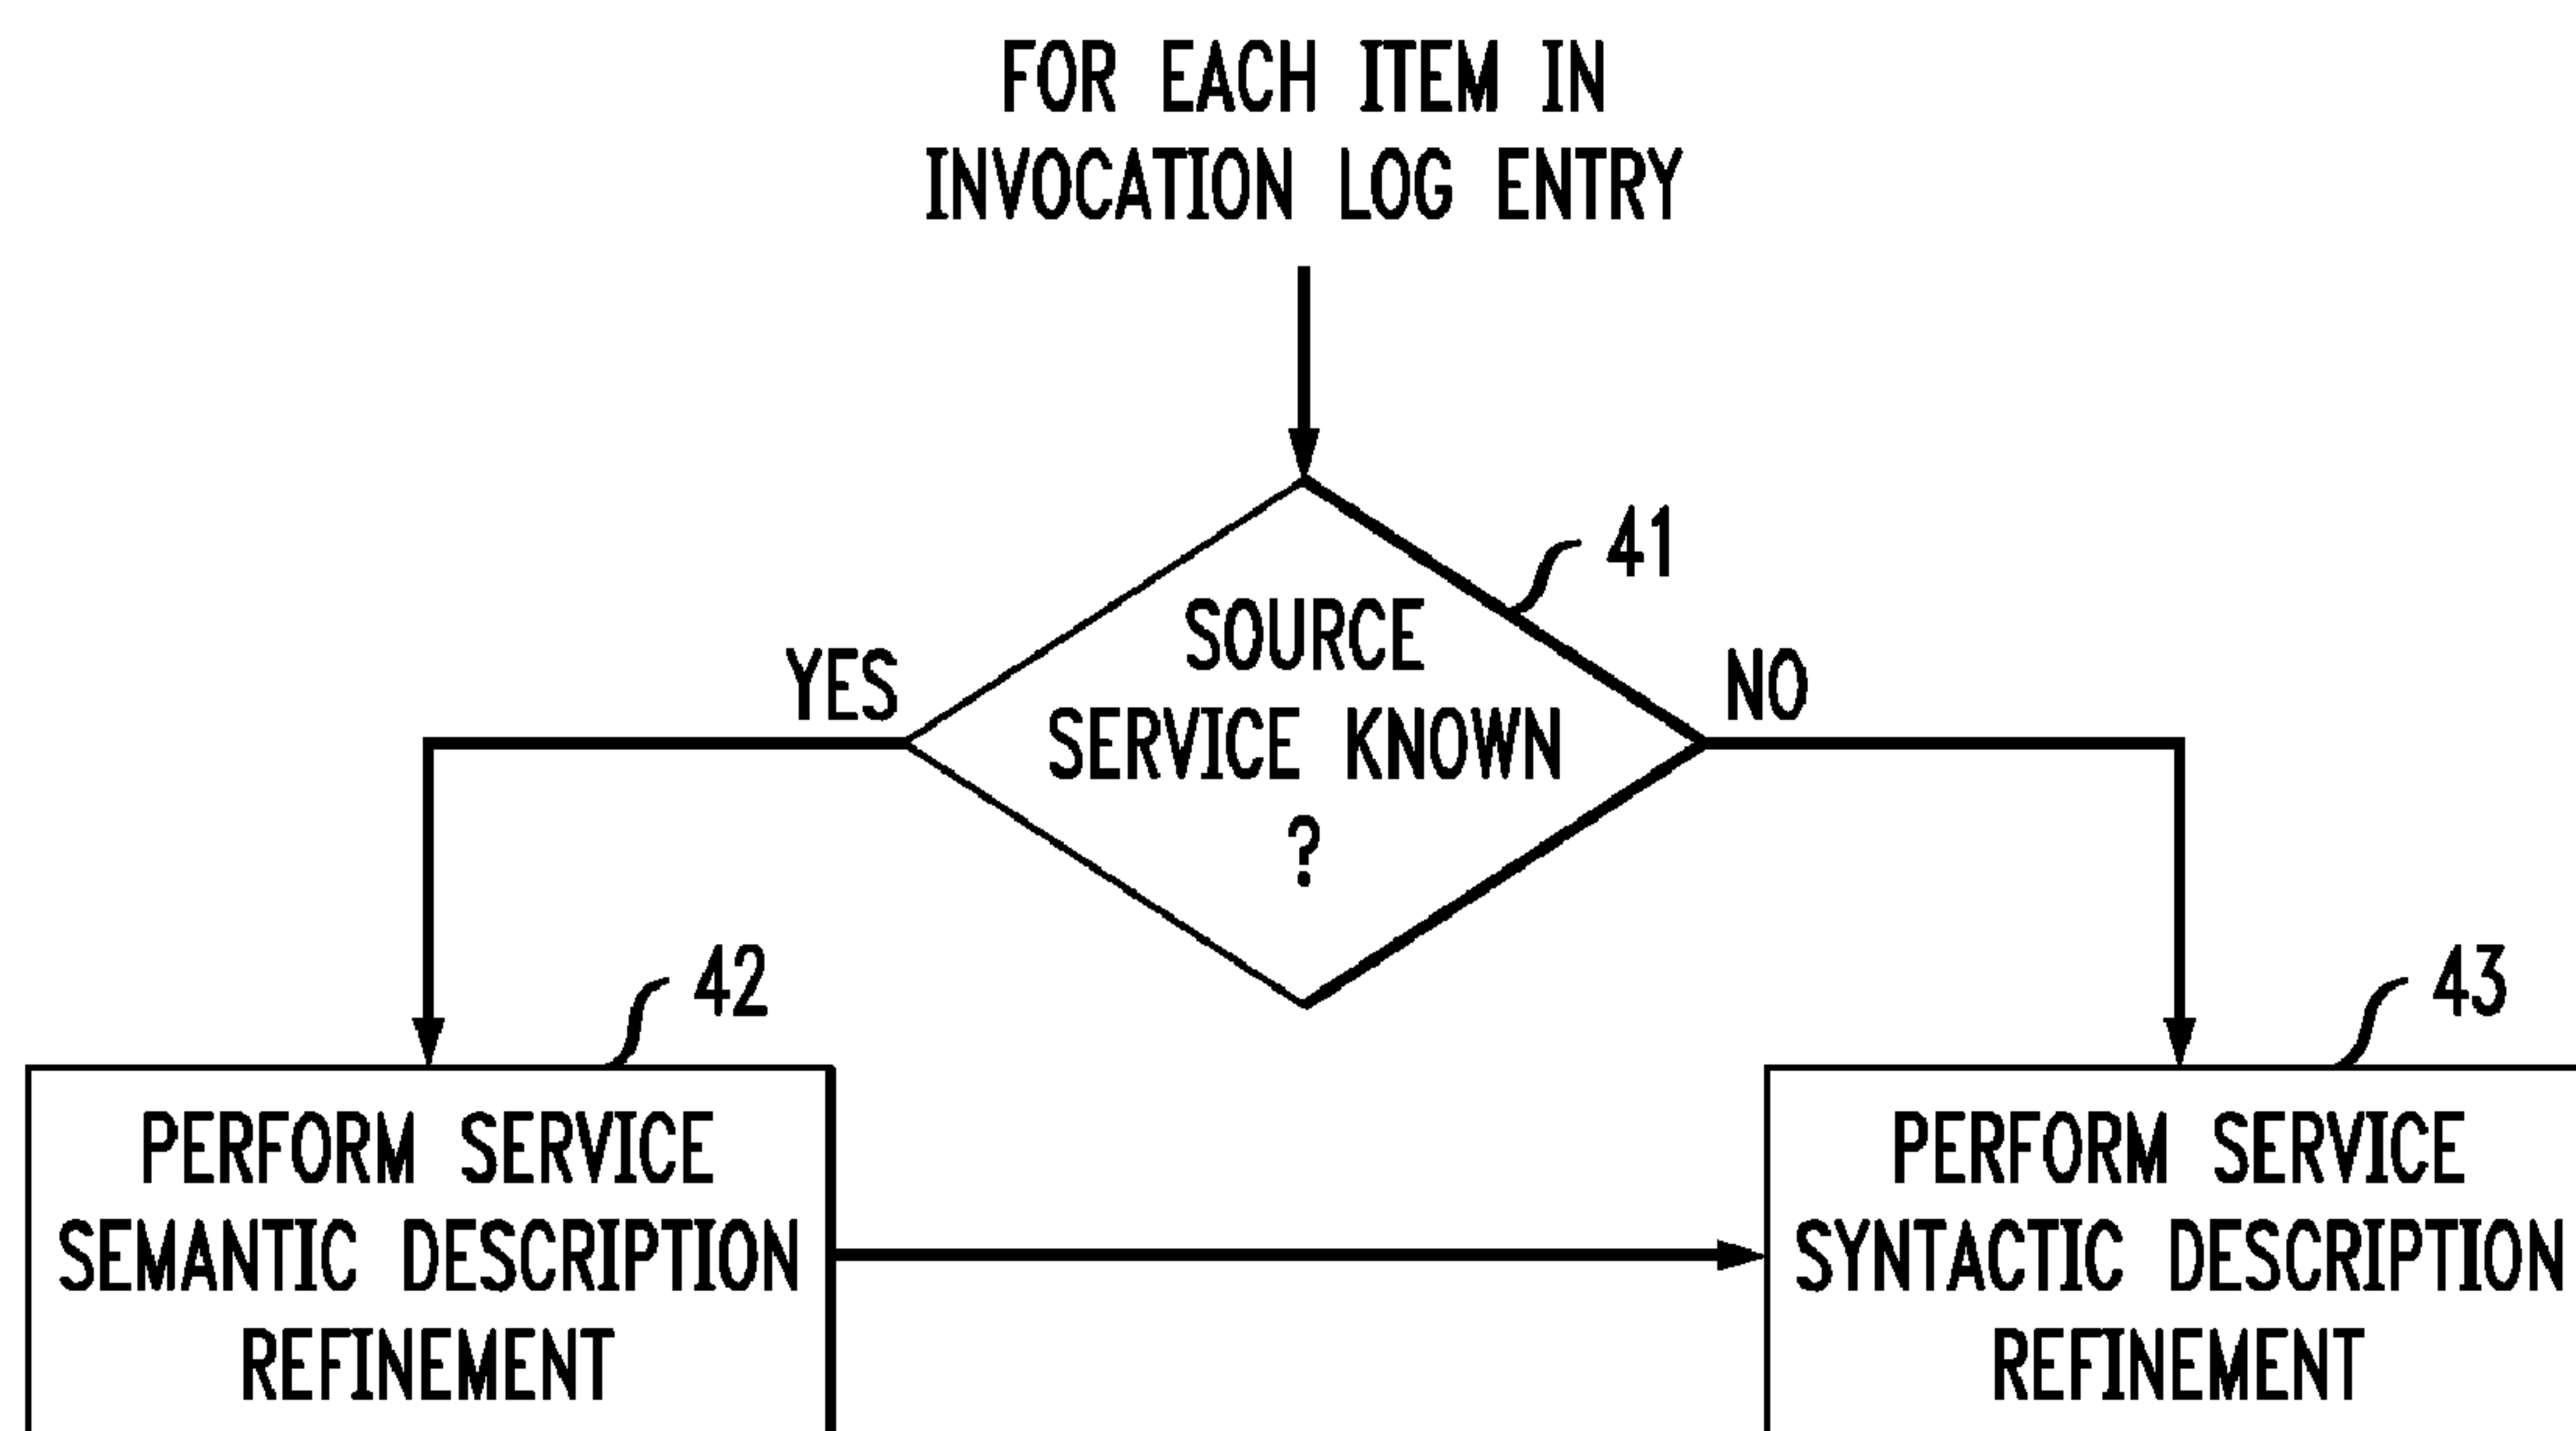 FOR EACH ITEM IN
INVOCATION LOG ENTRY
41
SOURCE
SERVICE KNOWN
?
YES
NO
42
43
PERFORM SERVICE
SEMANTIC DESCRIPTION
REFINEMENT
PERFORM SERVICE
SYNTACTIC DESCRIPTION
REFINEMENT